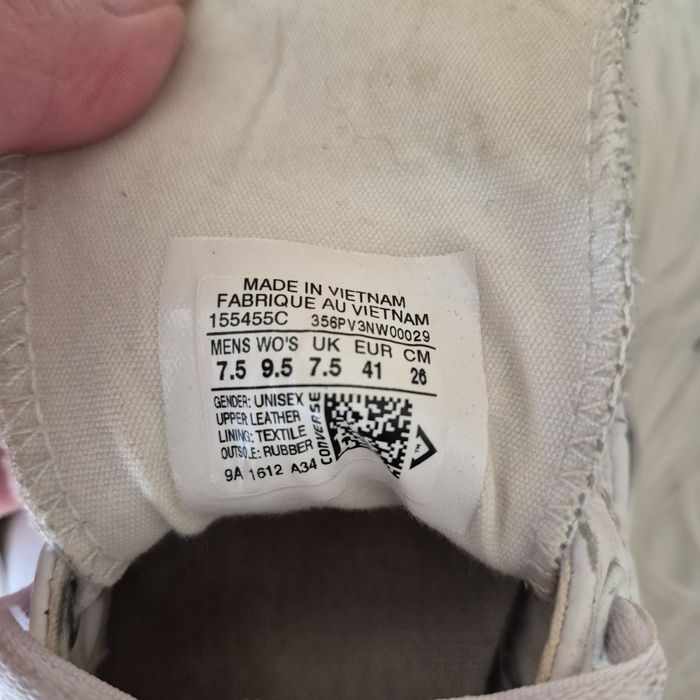 MADE IN VIETNAM
FABRIQUE AU VIETNAM
155455C 356PV3NW00029
MENS WO'S UK EUR CM
7.5 9.5 7.5 41 26
GENDER: UNISEX
UPPER LEATHER
LINING: TEXTILE
OUTSOLE: RUBBER
9A 1612 A34
CONVERSE